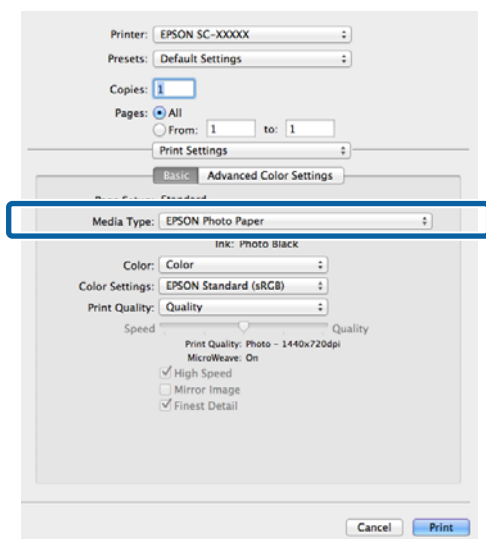 Printer: EPSON SC-XXXXX
Presets: Default Settings
Copies: 1
Pages: All
From: 1 to: 1
Print Settings
Basic Advanced Color Settings
Media Type: EPSON Photo Paper
Ink: Photo Black
Color: Color
Color Settings: EPSON Standard (sRGB)
Print Quality: Quality
Speed Quality
Print Quality: Photo - 1440x720dpi
MicroWeave: On
High Speed
Mirror Image
Finest Detail
Cancel Print